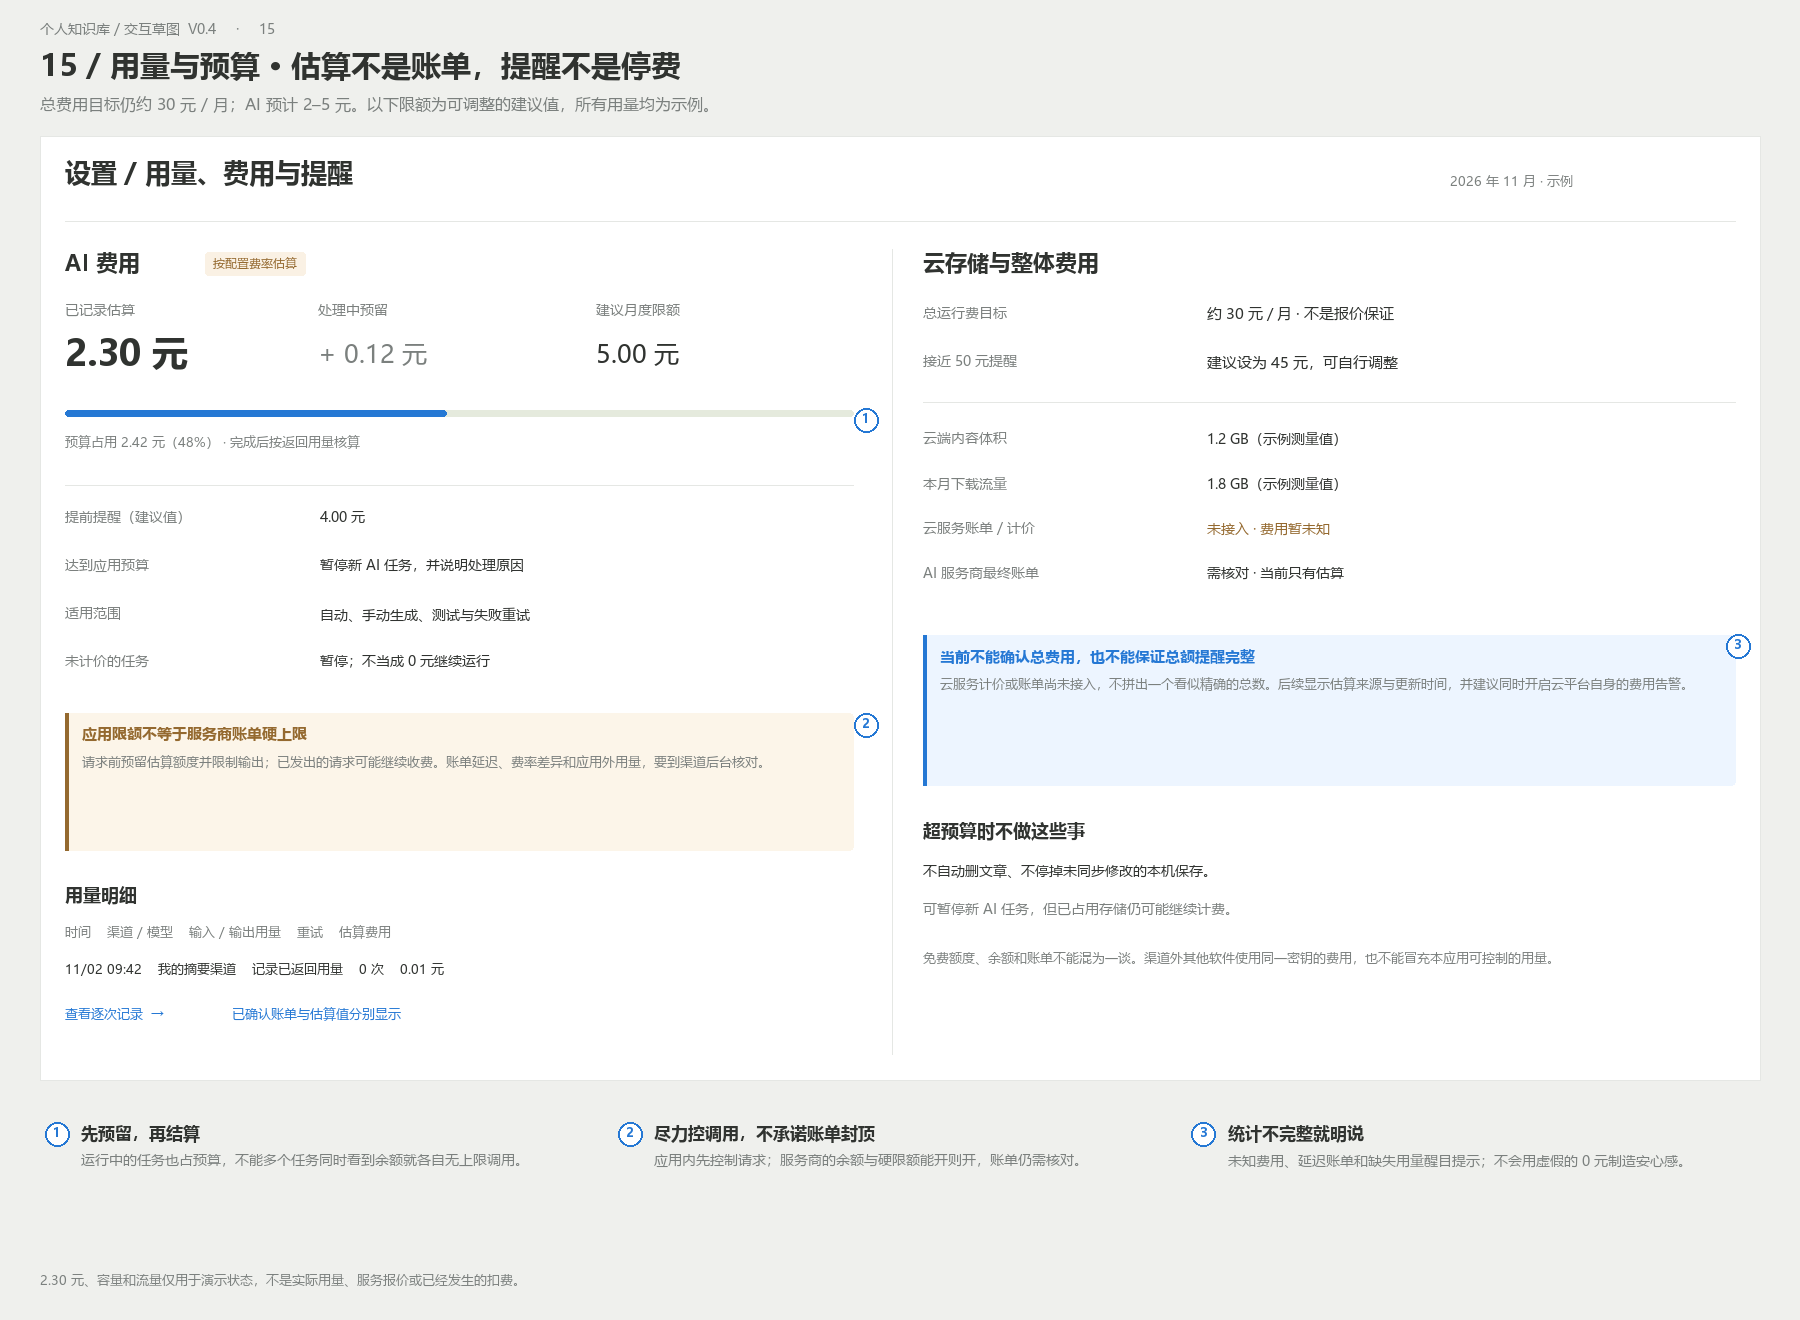 个人知识库 / 交互草图 V0.4 · 15
15 / 用量与预算 • 估算不是账单，提醒不是停费
总费用目标仍约 30 元 / 月；AI 预计 2–5 元。以下限额为可调整的建议值，所有用量均为示例。
设置 / 用量、费用与提醒
2026 年 11 月 · 示例
AI 费用
按配置费率估算
已记录估算
处理中预留
建议月度限额
2.30 元
+ 0.12 元
5.00 元
1
预算占用 2.42 元（48%） · 完成后按返回用量核算
提前提醒（建议值）
4.00 元
达到应用预算
暂停新 AI 任务，并说明处理原因
适用范围
自动、手动生成、测试与失败重试
未计价的任务
暂停；不当成 0 元继续运行
2
应用限额不等于服务商账单硬上限
请求前预留估算额度并限制输出；已发出的请求可能继续收费。账单延迟、费率差异和应用外用量，要到渠道后台核对。
用量明细
时间 渠道 / 模型 输入 / 输出用量 重试 估算费用
11/02 09:42 我的摘要渠道 记录已返回用量 0 次 0.01 元
查看逐次记录 →
已确认账单与估算值分别显示
云存储与整体费用
总运行费目标
约 30 元 / 月 · 不是报价保证
接近 50 元提醒
建议设为 45 元，可自行调整
云端内容体积
1.2 GB（示例测量值）
本月下载流量
1.8 GB（示例测量值）
云服务账单 / 计价
未接入 · 费用暂未知
AI 服务商最终账单
需核对 · 当前只有估算
3
当前不能确认总费用，也不能保证总额提醒完整
云服务计价或账单尚未接入，不拼出一个看似精确的总数。后续显示估算来源与更新时间，并建议同时开启云平台自身的费用告警。
超预算时不做这些事
不自动删文章、不停掉未同步修改的本机保存。
可暂停新 AI 任务，但已占用存储仍可能继续计费。
免费额度、余额和账单不能混为一谈。渠道外其他软件使用同一密钥的费用，也不能冒充本应用可控制的用量。
1
先预留，再结算
运行中的任务也占预算，不能多个任务同时看到余额就各自无上限调用。
2
尽力控调用，不承诺账单封顶
应用内先控制请求；服务商的余额与硬限额能开则开，账单仍需核对。
3
统计不完整就明说
未知费用、延迟账单和缺失用量醒目提示；不会用虚假的 0 元制造安心感。
2.30 元、容量和流量仅用于演示状态，不是实际用量、服务报价或已经发生的扣费。